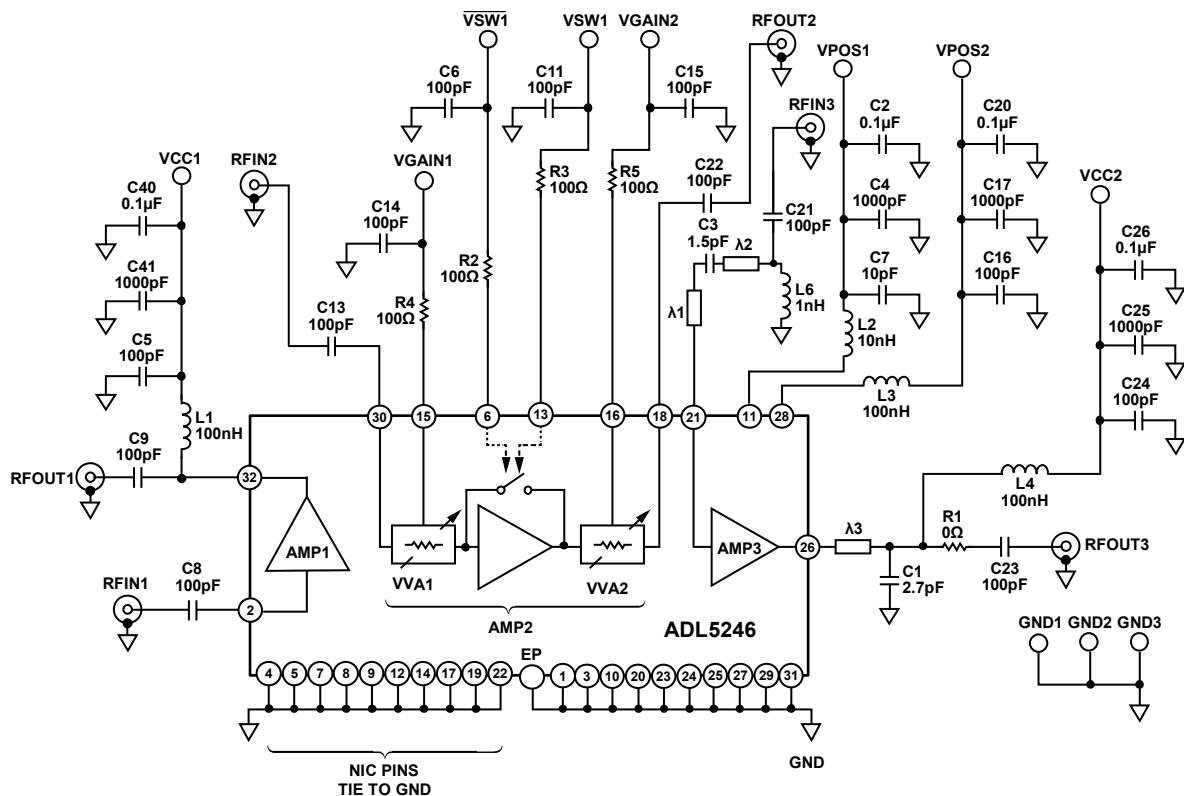 VSW1
VSW1
VGAIN2
RFOUT2
VPOS1
VPOS2
C6
100pF
C11
100pF
C15
100pF
RFIN3
C2
0.1µF
C20
0.1µF
VCC1
RFIN2
VGAIN1
R3
100Ω
R5
100Ω
C22
100pF
VCC2
C40
0.1µF
C14
100pF
C21
100pF
C4
1000pF
C17
1000pF
C3
1.5pF
λ2
C41
1000pF
R2
100Ω
C7
10pF
C16
100pF
C26
0.1µF
C13
100pF
R4
100Ω
λ1
L6
1nH
L2
10nH
C25
1000pF
C5
100pF
L3
100nH
C24
100pF
L1
100nH
30
15
6
13
16
18
21
11
28
C9
100pF
RFOUT1
32
L4
100nH
AMP1
AMP3
26
λ3
R1
0Ω
RFOUT3
C23
100pF
C8
100pF
RFIN1
2
VVA1
VVA2
C1
2.7pF
AMP2
ADL5246
GND1
GND2
GND3
EP
4
5
7
8
9
12
14
17
19
22
1
3
10
20
23
24
25
27
29
31
GND
NIC PINS
TIE TO GND